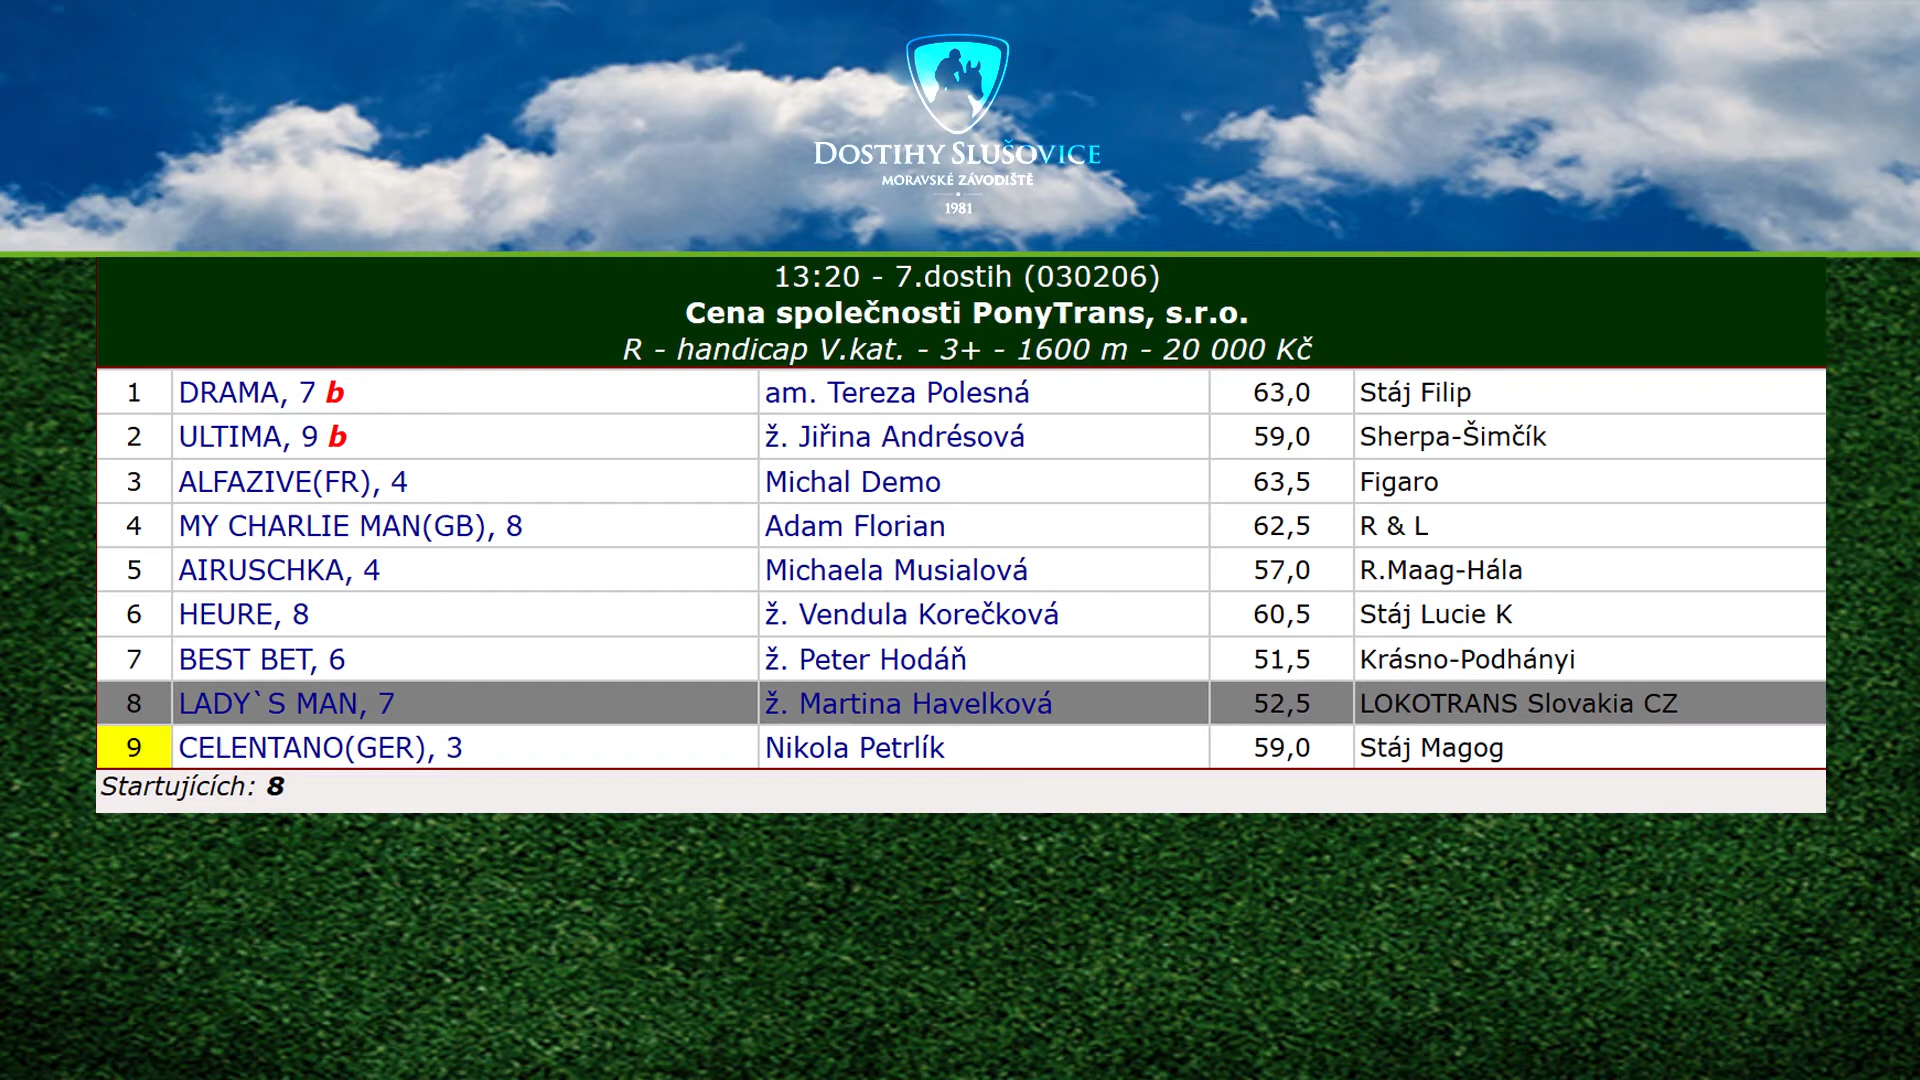 DOSTIHY SLUŠOVICE
MORAVSKÉ ZÁVODIŠTĚ
1981
13:20 - 7.dostih (030206)
Cena společnosti PonyTrans, s.r.o.
R - handicap V.kat. - 3+ - 1600 m - 20 000 Kč
1 DRAMA, 7 b am. Tereza Polesná 63,0 Stáj Filip
2 ULTIMA, 9 b ž. Jiřina Andrésová 59,0 Sherpa-Šimčík
3 ALFAZIVE(FR), 4 Michal Demo 63,5 Figaro
4 MY CHARLIE MAN(GB), 8 Adam Florian 62,5 R & L
5 AIRUSCHKA, 4 Michaela Musialová 57,0 R.Maag-Hála
6 HEURE, 8 ž. Vendula Korečková 60,5 Stáj Lucie K
7 BEST BET, 6 ž. Peter Hodáň 51,5 Krásno-Podhányi
8 LADY`S MAN, 7 ž. Martina Havelková 52,5 LOKOTRANS Slovakia CZ
9 CELENTANO(GER), 3 Nikola Petrlík 59,0 Stáj Magog
Startujících: 8